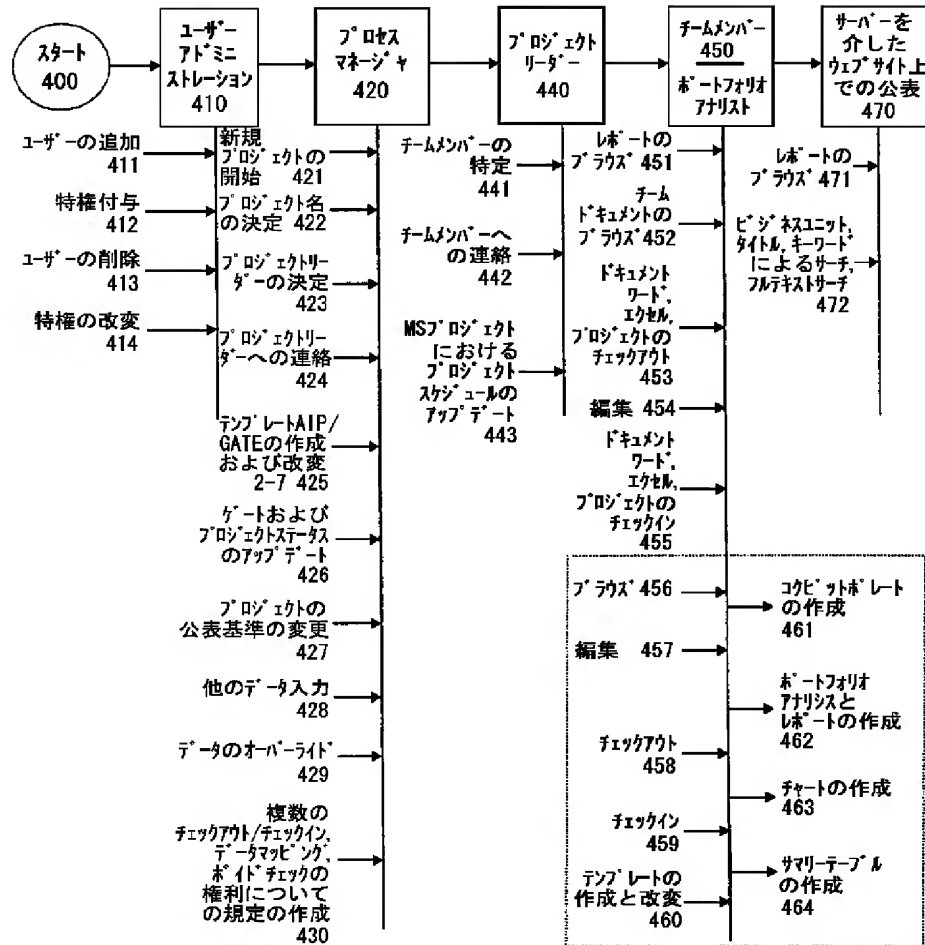 スタート
400
ユーザー
アドミニ
ストレーション
410
プロセス
マネージャ
420
プロジェクト
リーダー
440
チームメンバー
450
ポートフォリオ
アナリスト
サーバーを
介した
ウェブサイト上
での公表
470
ユーザーの追加
411
特権付与
412
ユーザーの削除
413
特権の改変
414
新規
プロジェクトの
開始 421
プロジェクト名
の決定 422
プロジェクトリー
ダーの決定
423
プロジェクトリー
ダーへの連絡
424
テンプレートAIP/
GATEの作成
および改変
2-7 425
ゲートおよび
プロジェクトステータス
のアップデート
426
プロジェクトの
公表基準の変更
427
他のデータ入力
428
データのオーバーライド
429
複数の
チェックアウト/チェックイン,
データマッピング,
ボイドチェックの
権利について
の規定の作成
430
チームメンバーの
特定
441
チームメンバーへ
の連絡
442
MSプロジェクト
における
プロジェクト
スケジュールの
アップデート
443
レポートの
ブラウズ 451
チーム
ドキュメントの
ブラウズ 452
ドキュメント
ワード,
エクセル,
プロジェクトの
チェックアウト
453
編集 454
ドキュメント
ワード,
エクセル,
プロジェクトの
チェックイン
455
ブラウズ 456
編集 457
チェックアウト
458
チェックイン
459
テンプレートの
作成と改変
460
コクピットポレート
の作成
461
ポートフォリオ
アナリシスと
レポートの作成
462
チャートの作成
463
サマリーテーブル
の作成
464
レポートの
ブラウズ 471
ビジネスユニット,
タイトル, キーワード
によるサーチ,
フルテキストサーチ
472